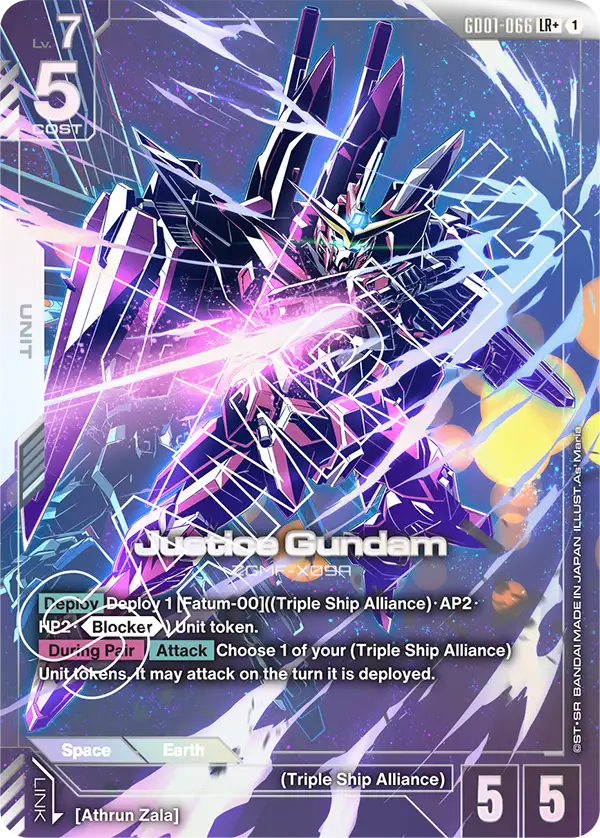 Lv. 7
5
COST
GD01-066 LR+ 1
UNIT
Justice Gundam
ZGMF-X09A
Deploy Deploy 1 [Fatum-00]((Triple Ship Alliance)·AP2·
HP2·Blocker) Unit token.
During Pair Attack Choose 1 of your (Triple Ship Alliance)
Unit tokens. It may attack on the turn it is deployed.
Space Earth
(Triple Ship Alliance)
LINK
[Athrun Zala]
5 5
©ST·SR BANDAI MADE IN JAPAN ILLUST. As' Maria